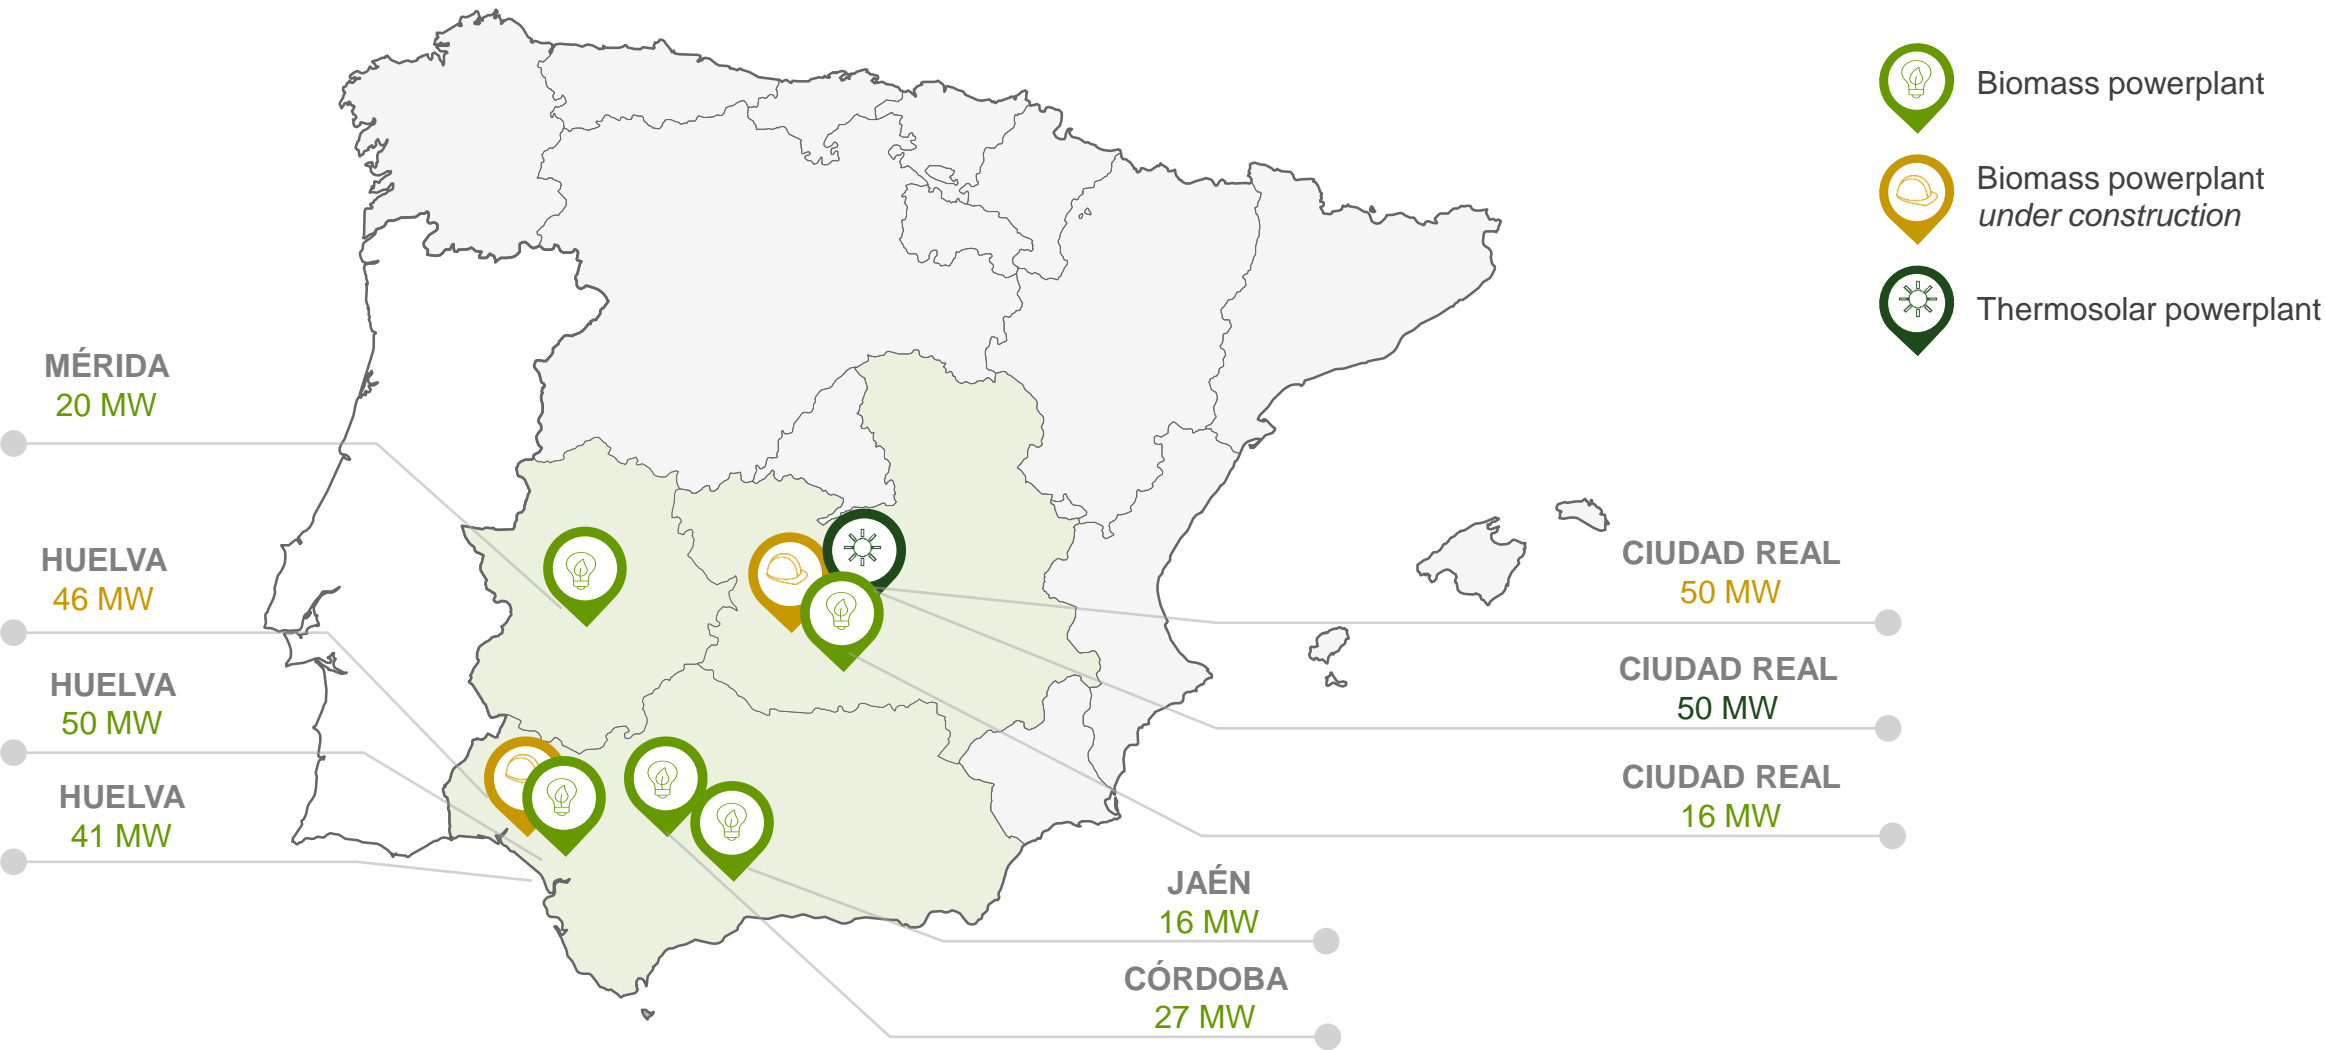 Biomass powerplant
Biomass powerplant
under construction
Thermosolar powerplant
MÉRIDA
20 MW
HUELVA
46 MW
HUELVA
50 MW
HUELVA
41 MW
CIUDAD REAL
50 MW
CIUDAD REAL
50 MW
CIUDAD REAL
16 MW
JAÉN
16 MW
CÓRDOBA
27 MW